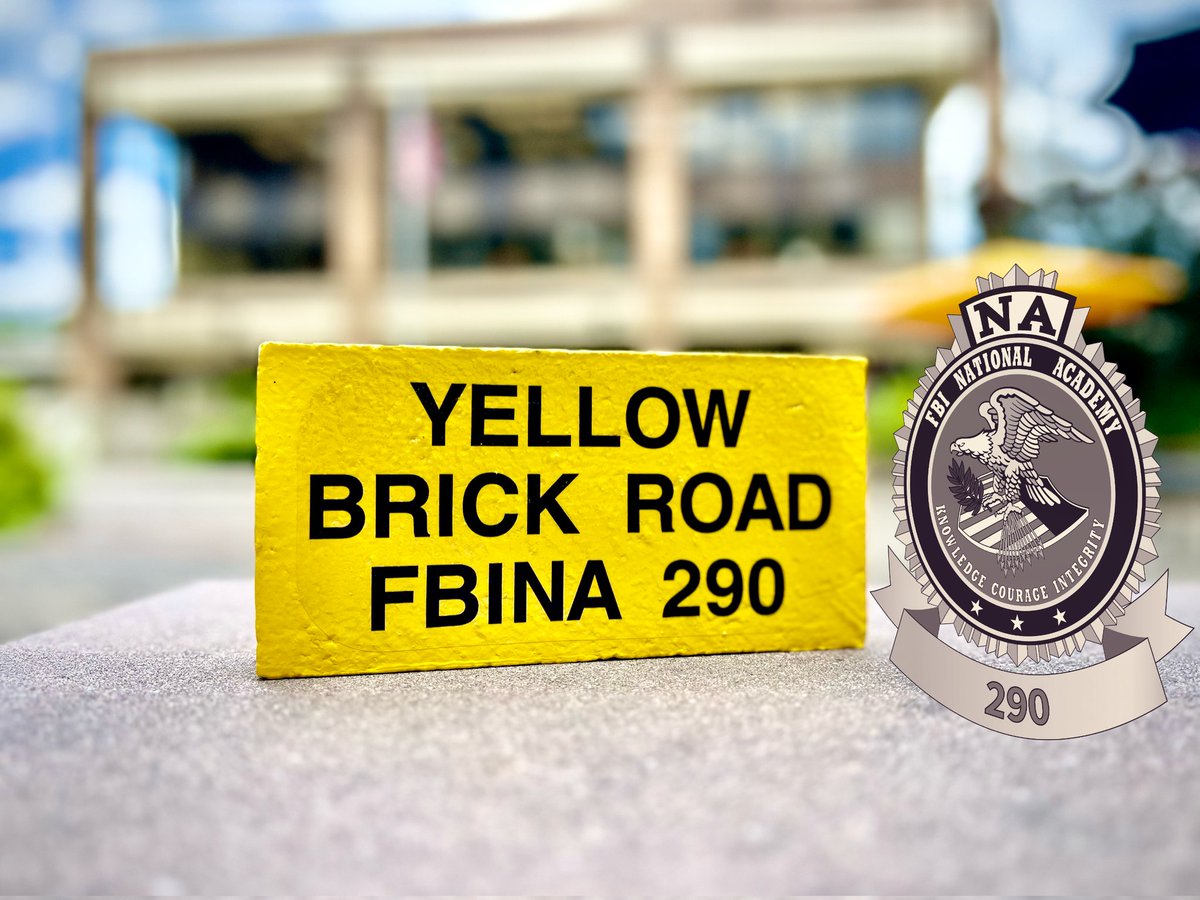 YELLOW
BRICK ROAD
FBINA 290
NA
FBI NATIONAL ACADEMY
KNOWLEDGE COURAGE INTEGRITY
290